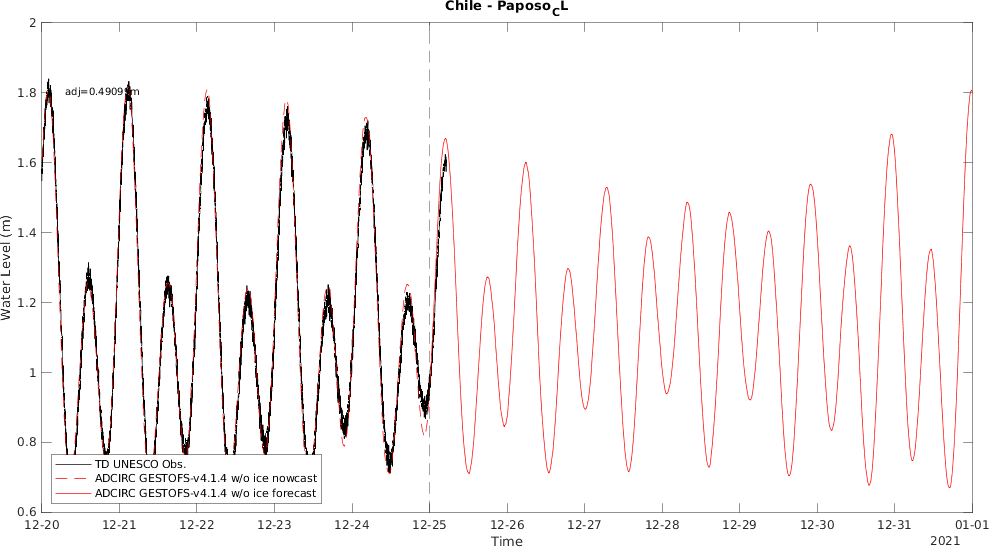 Chile - Paposo_CL
adj=0.49091m
Water Level (m)
2
1.8
1.6
1.4
1.2
1
0.8
0.6
TD UNESCO Obs.
ADCIRC GESTOFS-v4.1.4 w/o ice nowcast
ADCIRC GESTOFS-v4.1.4 w/o ice forecast
12-20 12-21 12-22 12-23 12-24 12-25 12-26 12-27 12-28 12-29 12-30 12-31 01-01
Time
2021